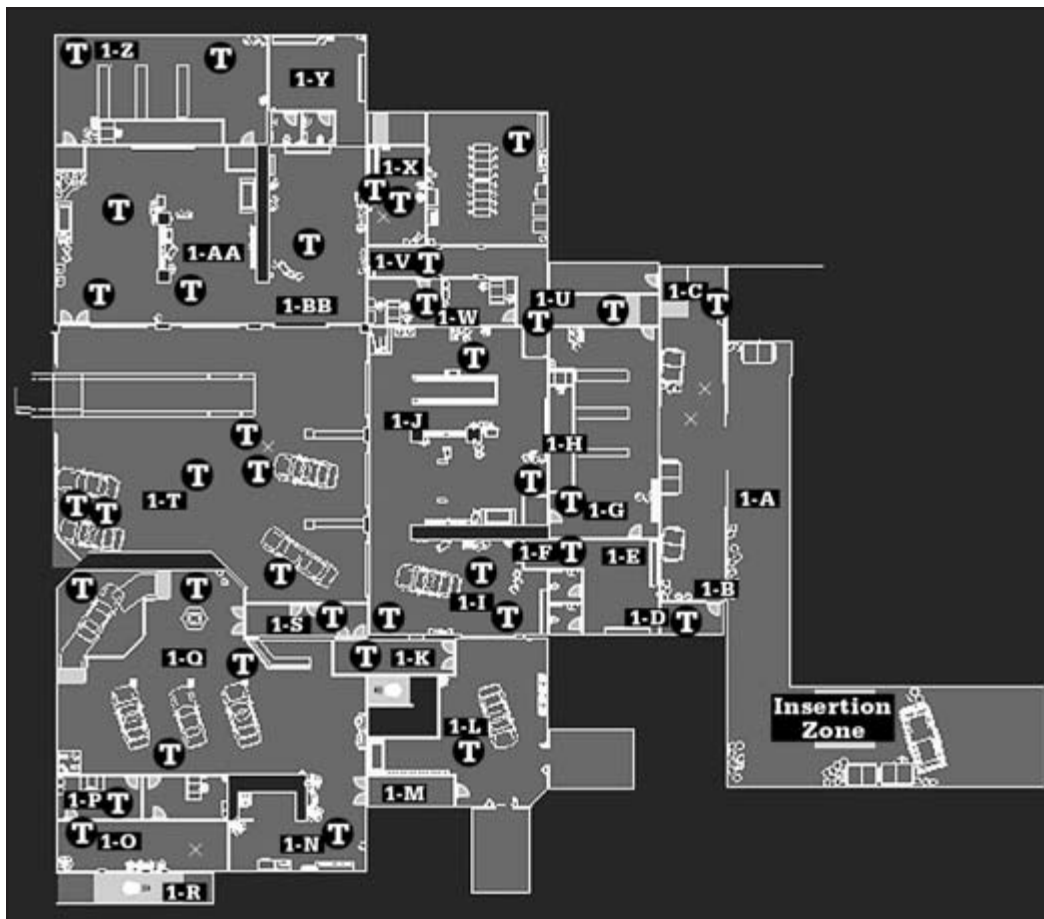 T
1-Z
T
1-Y
T
1-X
T
T
T
1-AA
T
1-V
T
T
T
1-BB
T
1-W
1-U
T
T
1-C
T
T
1-J
T
1-H
T
T
1-T
T
T
1-G
1-A
T
T
1-F
T
1-E
T
T
T
T
1-I
1-B
T
1-S
T
T
1-D
T
1-Q
T
T
1-K
Insertion
Zone
1-L
T
T
1-M
1-P
T
T
1-O
1-N
T
1-R